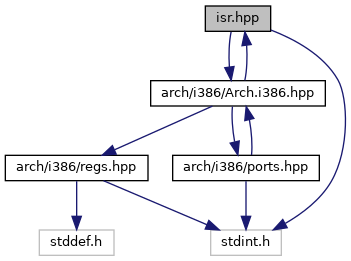 isr.hpp
arch/i386/Arch.i386.hpp
arch/i386/regs.hpp
arch/i386/ports.hpp
stddef.h
stdint.h